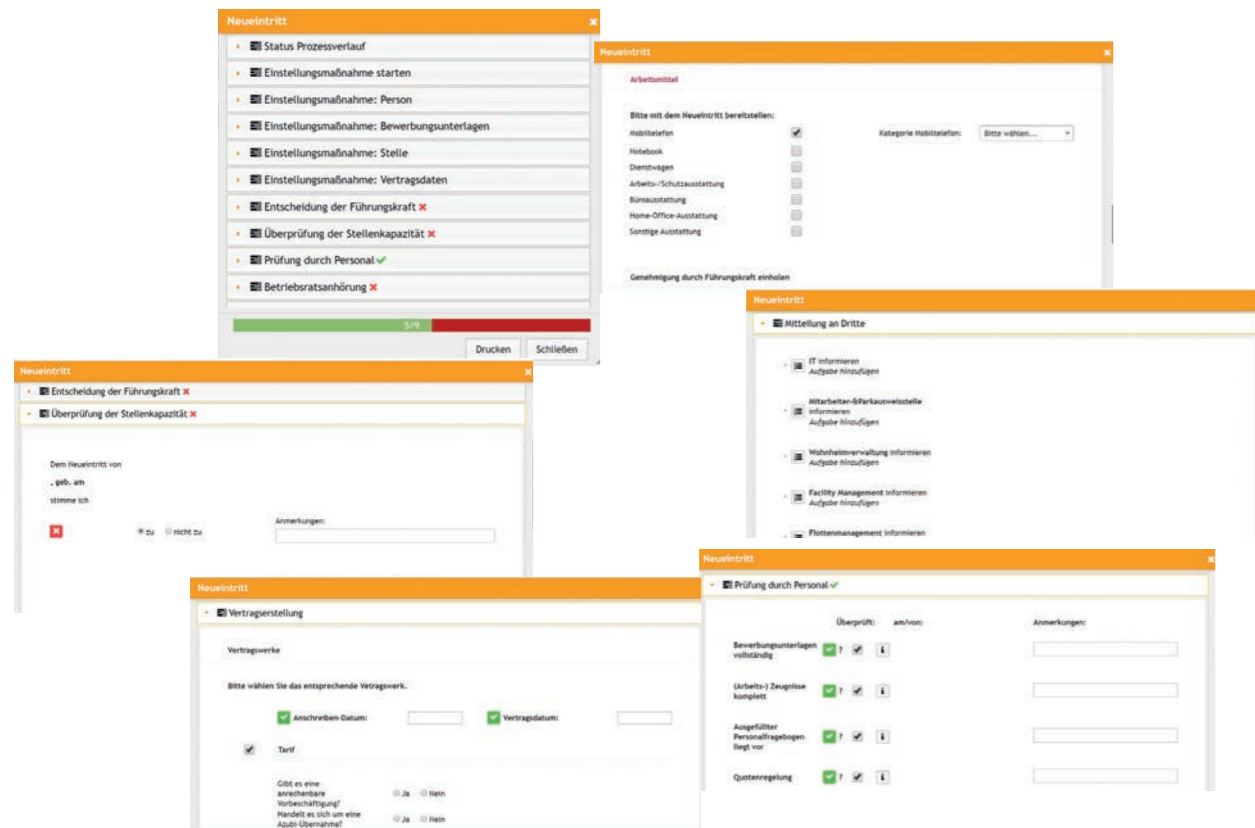 Neueintritt
Status Prozessverlauf
Einstellungsmaßnahme starten
Einstellungsmaßnahme: Person
Einstellungsmaßnahme: Bewerbungsunterlagen
Einstellungsmaßnahme: Stelle
Einstellungsmaßnahme: Vertragsdaten
Entscheidung der Führungskraft
Überprüfung der Stellenkapazität
Prüfung durch Personal
Betriebsratsanhörung
5/9
Drucken Schließen
Neueintritt
Arbeitsmittel
Bitte mit dem Neueintritt bereitstellen:
Mobiltelefon Kategorie Mobiltelefon: Bitte wählen....
Notebook
Dienstwagen
Arbeits-/Schutzausstattung
Büroausstattung
Home-Office-Ausstattung
Sonstige Ausstattung
Genehmigung durch Führungskraft einholen
Neueintritt
Mitteilung an Dritte
IT informieren
Aufgabe hinzufügen
Mitarbeiter-&Parkausweisstelle
informieren
Aufgabe hinzufügen
Wohnheimverwaltung informieren
Aufgabe hinzufügen
Facility Management informieren
Aufgabe hinzufügen
Flottenmanagement informieren
Neueintritt
Entscheidung der Führungskraft
Überprüfung der Stellenkapazität
Dem Neueintritt von
, geb. am
stimme ich
zu nicht zu
Anmerkungen:
Neueintritt
Vertragserstellung
Vertragswerke
Bitte wählen Sie das entsprechende Vetragswerk.
Anschreiben-Datum: Vertragsdatum:
Tarif
Gibt es eine
anrechenbare
Vorbeschäftigung?
Ja Nein
Handelt es sich um eine
Azubi-Übernahme?
Ja Nein
Neueintritt
Prüfung durch Personal
Überprüft: am/von: Anmerkungen:
Bewerbungsunterlagen
vollständig
? i
(Arbeits-) Zeugnisse
komplett
? i
Ausgefüllter
Personalfragebogen
liegt vor
? i
Quotenregelung ? i